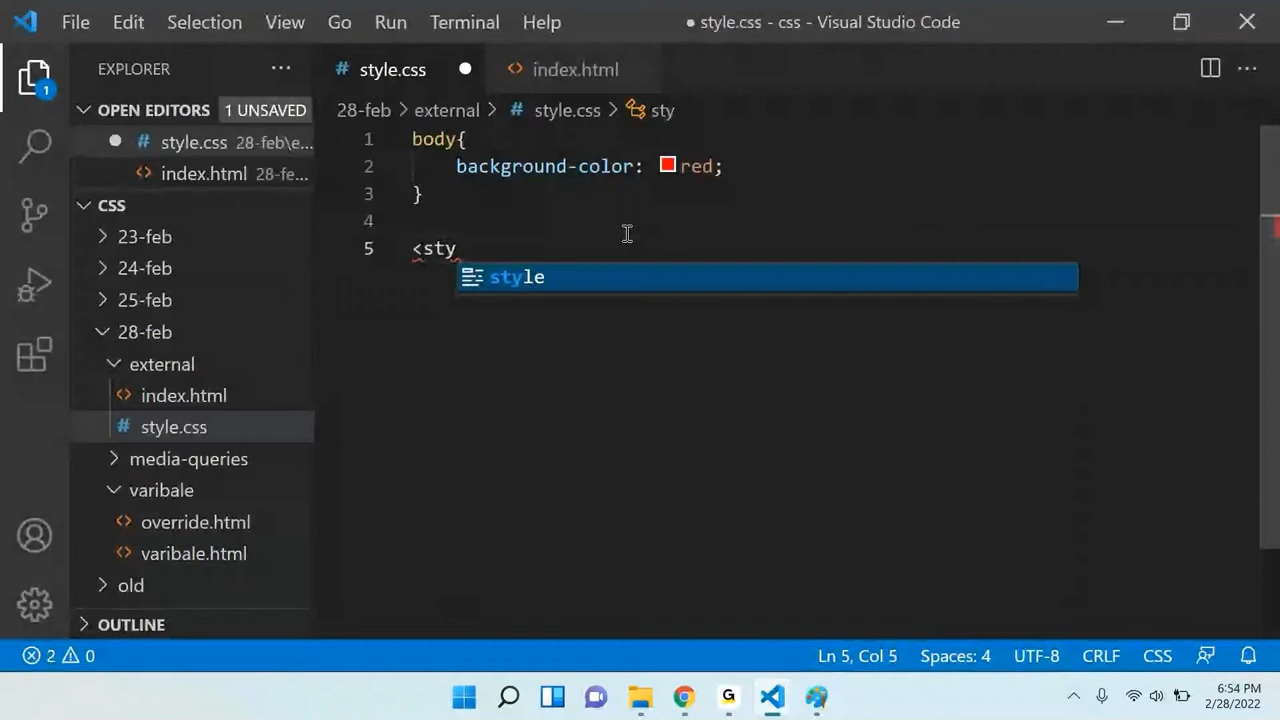 File Edit Selection View Go Run Terminal Help
● style.css - css - Visual Studio Code
EXPLORER ···
# style.css
<> index.html
···
OPEN EDITORS 1 UNSAVED
1
# style.css 28-feb\e...
<> index.html 28-fe...
CSS
23-feb
24-feb
25-feb
28-feb
external
<> index.html
# style.css
media-queries
varibale
<> override.html
<> varibale.html
old
OUTLINE
28-feb > external > # style.css > sty
1 body{
2 background-color: red;
3 }
4
5 <sty
style
2 0
Ln 5, Col 5 Spaces: 4 UTF-8 CRLF CSS
G
6:54 PM
2/28/2022